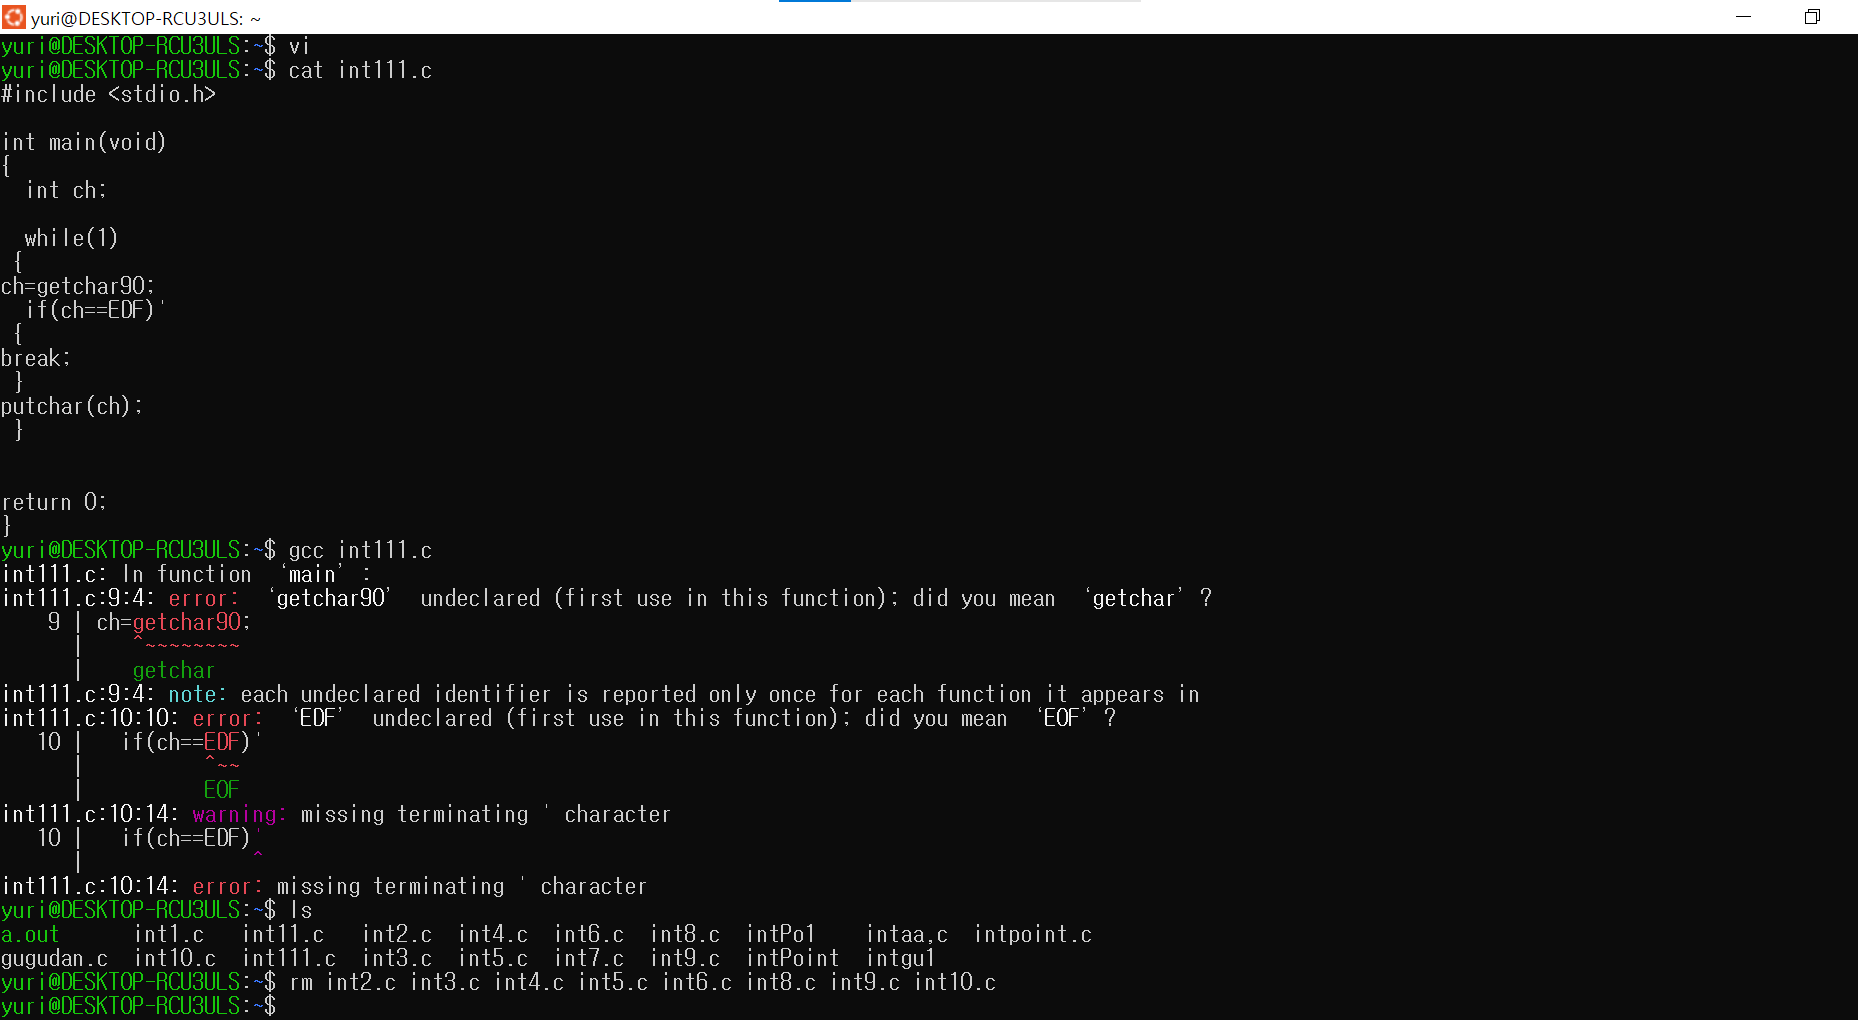 yuri@DESKTOP-RCU3ULS: ~
yuri@DESKTOP-RCU3ULS:~$ vi
yuri@DESKTOP-RCU3ULS:~$ cat int111.c
#include <stdio.h>
int main(void)
{
  int ch;
  while(1)
 {
ch=getchar90;
  if(ch==EDF)'
 {
break;
 }
putchar(ch);
 }
return 0;
}
yuri@DESKTOP-RCU3ULS:~$ gcc int111.c
int111.c: In function ‘main’:
int111.c:9:4: error: ‘getchar90’ undeclared (first use in this function); did you mean ‘getchar’?
    9 | ch=getchar90;
      |    ^~~~~~~~~
      |    getchar
int111.c:9:4: note: each undeclared identifier is reported only once for each function it appears in
int111.c:10:10: error: ‘EDF’ undeclared (first use in this function); did you mean ‘EOF’?
   10 |   if(ch==EDF)'
      |          ^~~
      |          EOF
int111.c:10:14: warning: missing terminating ' character
   10 |   if(ch==EDF)'
      |              ^
int111.c:10:14: error: missing terminating ' character
yuri@DESKTOP-RCU3ULS:~$ ls
a.out      int1.c   int11.c   int2.c  int4.c  int6.c  int8.c  intPo1    intaa,c  intpoint.c
gugudan.c  int10.c  int111.c  int3.c  int5.c  int7.c  int9.c  intPoint  intgu1
yuri@DESKTOP-RCU3ULS:~$ rm int2.c int3.c int4.c int5.c int6.c int8.c int9.c int10.c
yuri@DESKTOP-RCU3ULS:~$